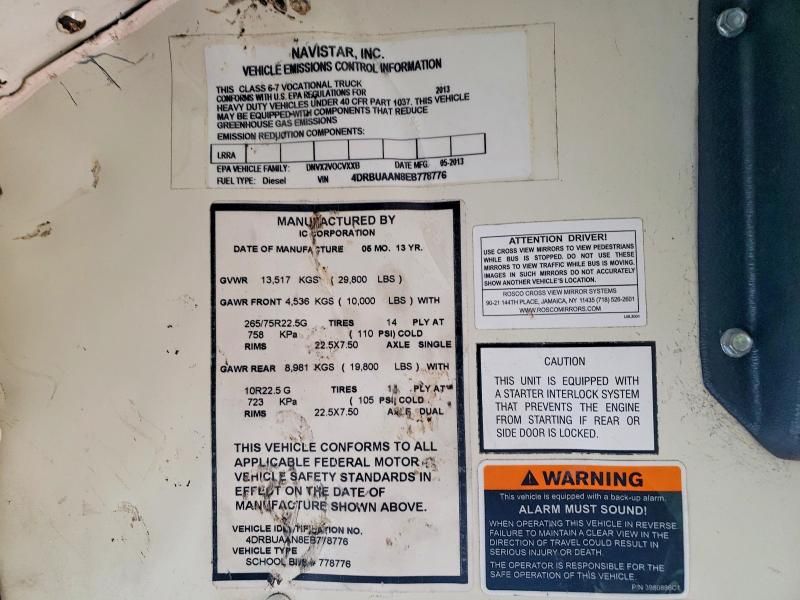 NAVISTAR, INC.
VEHICLE EMISSIONS CONTROL INFORMATION
THIS CLASS 6-7 VOCATIONAL TRUCK
CONFORMS WITH U.S. EPA REGULATIONS FOR 2013
HEAVY DUTY VEHICLES UNDER 40 CFR PART 1037. THIS VEHICLE
MAY BE EQUIPPED WITH COMPONENTS THAT REDUCE
GREENHOUSE GAS EMISSIONS
EMISSION REDUCTION COMPONENTS:
LRRA
EPA VEHICLE FAMILY: DNVX2VOCVXXB DATE MFG. 05-2013
FUEL TYPE: Diesel VIN 4DRBUAAN8EB778776
MANUFACTURED BY
IC CORPORATION
DATE OF MANUFACTURE 05 MO. 13 YR.
GVWR 13,517 KGS ( 29,800 LBS )
GAWR FRONT 4,536 KGS ( 10,000 LBS ) WITH
265/75R22.5G TIRES 14 PLY AT
758 KPa ( 110 PSI) COLD
RIMS 22.5X7.50 AXLE SINGLE
GAWR REAR 8,981 KGS ( 19,800 LBS ) WITH
10R22.5 G TIRES PLY AT
723 KPa ( 105 PSI) COLD
RIMS 22.5X7.50 AXLE DUAL
THIS VEHICLE CONFORMS TO ALL
APPLICABLE FEDERAL MOTOR
VEHICLE SAFETY STANDARDS IN
EFFECT ON THE DATE OF
MANUFACTURE SHOWN ABOVE.
VEHICLE IDENTIFICATION NO.
4DRBUAAN8EB778776
VEHICLE TYPE
SCHOOL BUS # 778776
ATTENTION DRIVER!
USE CROSS VIEW MIRRORS TO VIEW PEDESTRIANS
WHILE BUS IS STOPPED. DO NOT USE THESE
MIRRORS TO VIEW TRAFFIC WHILE BUS IS MOVING.
IMAGES IN SUCH MIRRORS DO NOT ACCURATELY
SHOW ANOTHER VEHICLE'S LOCATION.
ROSCO CROSS VIEW MIRROR SYSTEMS
90-21 144TH PLACE, JAMAICA, NY 11435 (718) 526-2601
WWW.ROSCOMIRRORS.COM
CAUTION
THIS UNIT IS EQUIPPED WITH
A STARTER INTERLOCK SYSTEM
THAT PREVENTS THE ENGINE
FROM STARTING IF REAR OR
SIDE DOOR IS LOCKED.
WARNING
This vehicle is equipped with a back-up alarm.
ALARM MUST SOUND!
WHEN OPERATING THIS VEHICLE IN REVERSE
FAILURE TO MAINTAIN A CLEAR VIEW IN THE
DIRECTION OF TRAVEL COULD RESULT IN
SERIOUS INJURY OR DEATH.
THE OPERATOR IS RESPONSIBLE FOR THE
SAFE OPERATION OF THIS VEHICLE.
P/N 3980896C1